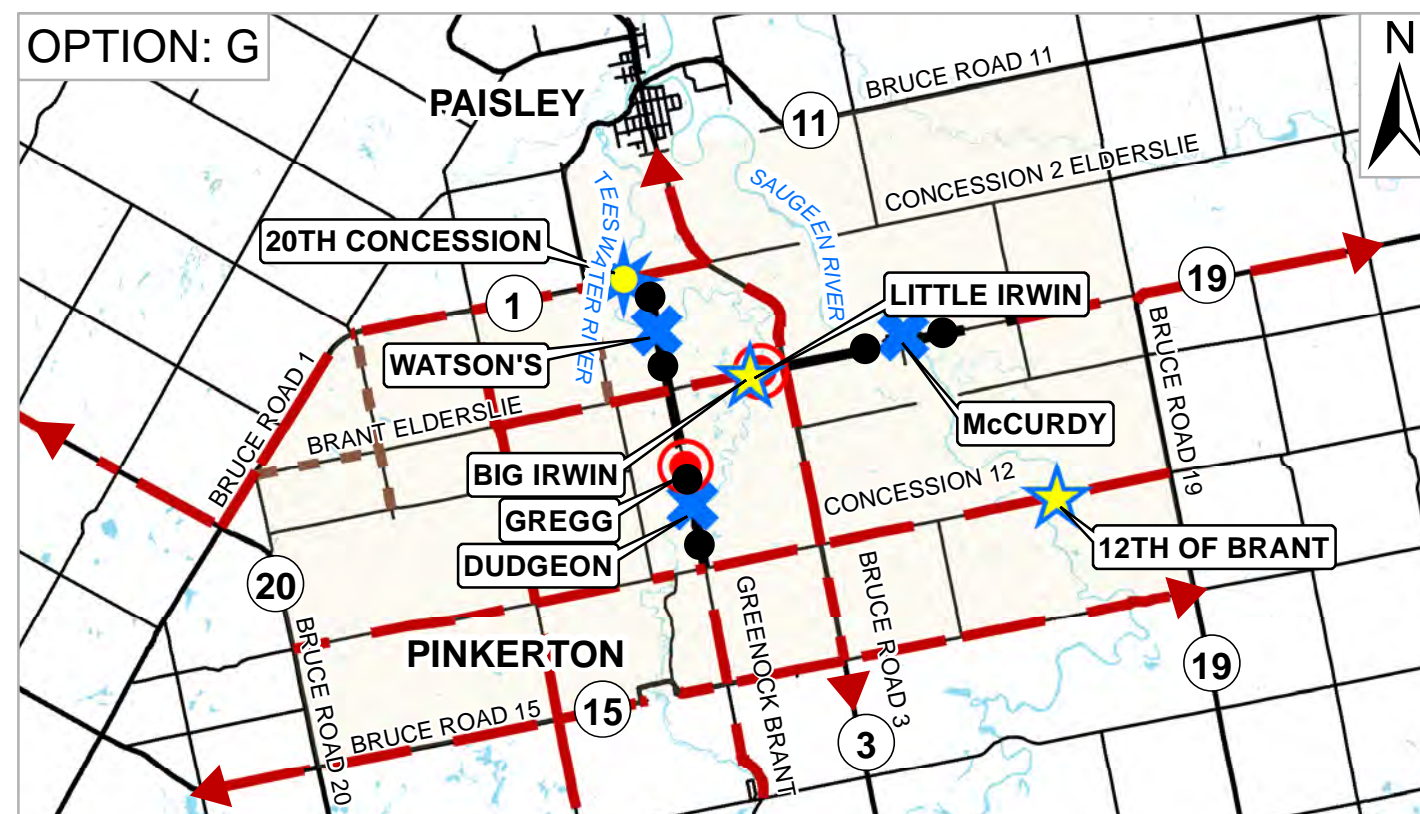 OPTION: G
N
PAISLEY
BRUCE ROAD 11
11
CONCESSION 2 ELDERSLIE
TEESWATER RIVER
SAUGEEN RIVER
20TH CONCESSION
19
LITTLE IRWIN
1
WATSON'S
BRUCE ROAD 1
BRUCE ROAD 19
McCURDY
BRANT ELDERSLIE
BIG IRWIN
CONCESSION 12
GREGG
12TH OF BRANT
DUDGEON
20
GREENOCK BRANT
BRUCE ROAD 3
PINKERTON
BRUCE ROAD 20
19
15
BRUCE ROAD 15
3